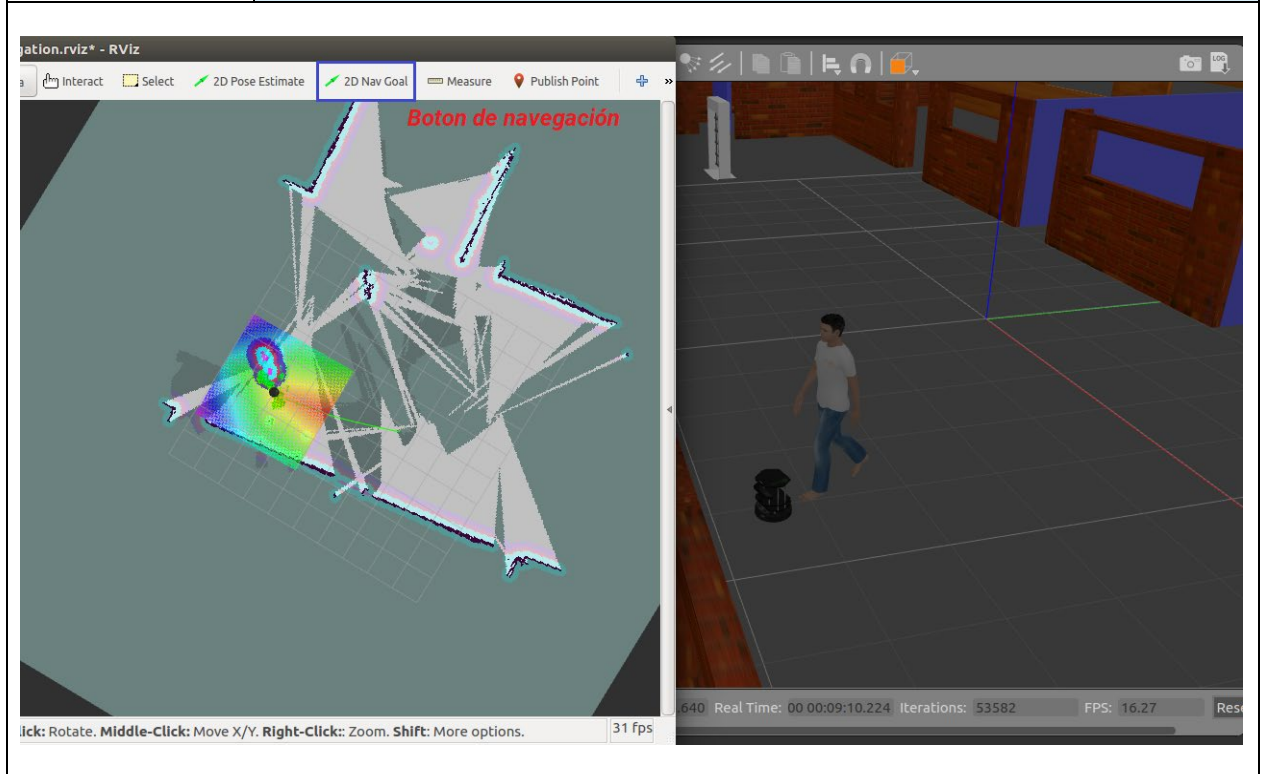 gation.rviz* - RViz
Interact Select 2D Pose Estimate 2D Nav Goal Measure Publish Point »
Boton de navegación
LOG
.640 Real Time: 00 00:09:10.224 Iterations: 53582 FPS: 16.27 Rese
lick: Rotate. Middle-Click: Move X/Y. Right-Click:: Zoom. Shift: More options. 31 fps